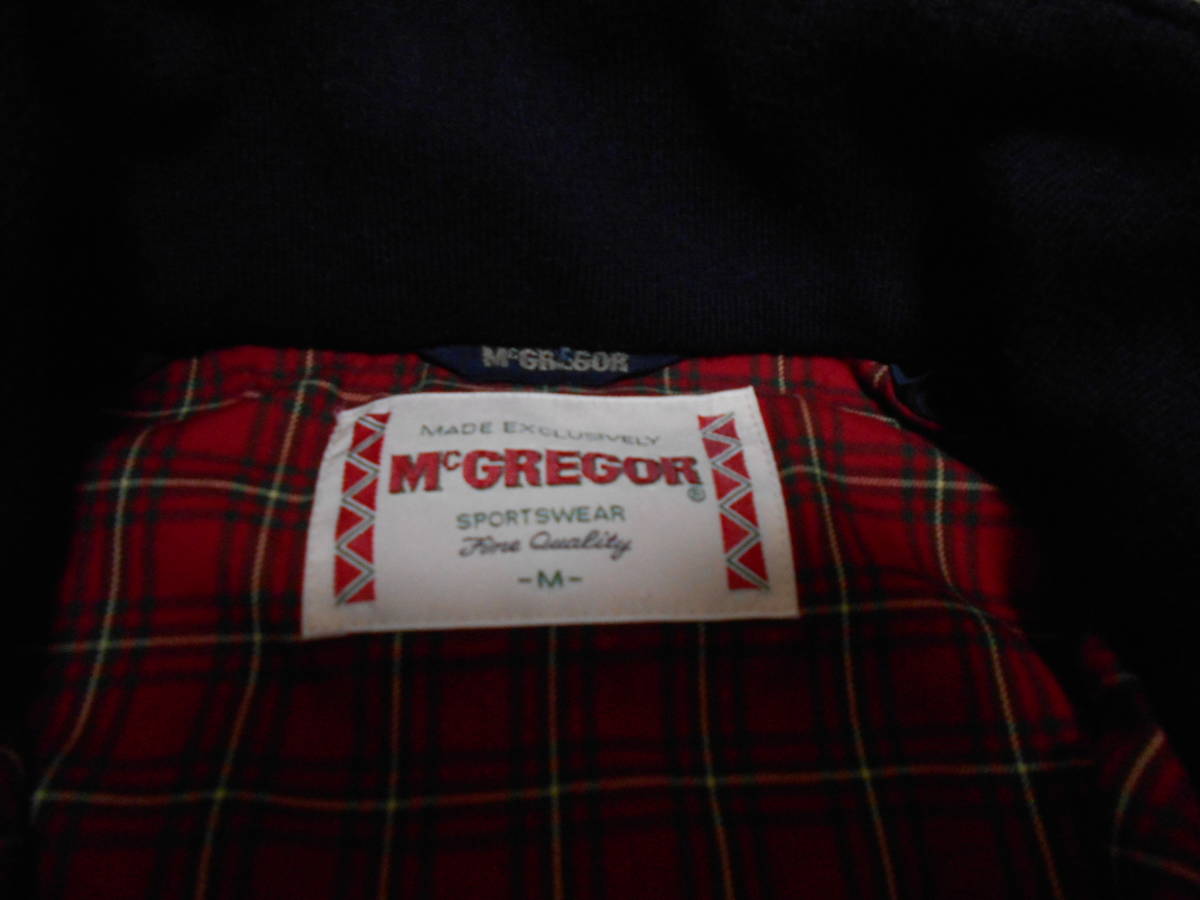 McGREGOR
MADE EXCLUSIVELY
McGREGOR®
SPORTSWEAR
Fine Quality
-M-